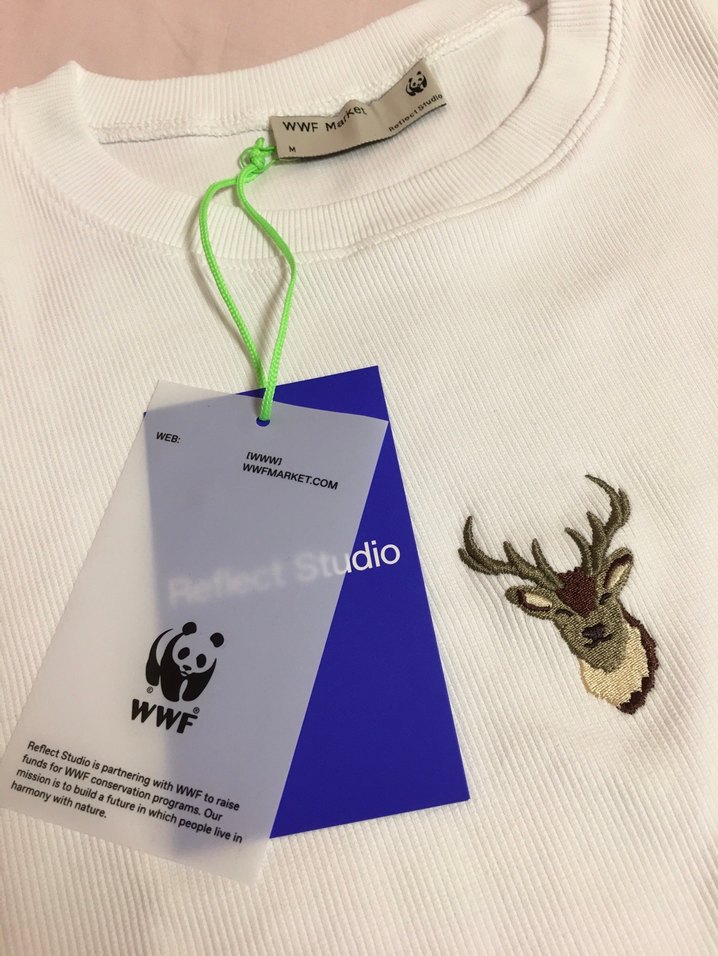 WWF Market
Reflect Studio
M
WEB:
[WWW]
WWFMARKET.COM
Reflect Studio
©
WWF®
Reflect Studio is partnering with WWF to raise
funds for WWF conservation programs. Our
mission is to build a future in which people live in
harmony with nature.